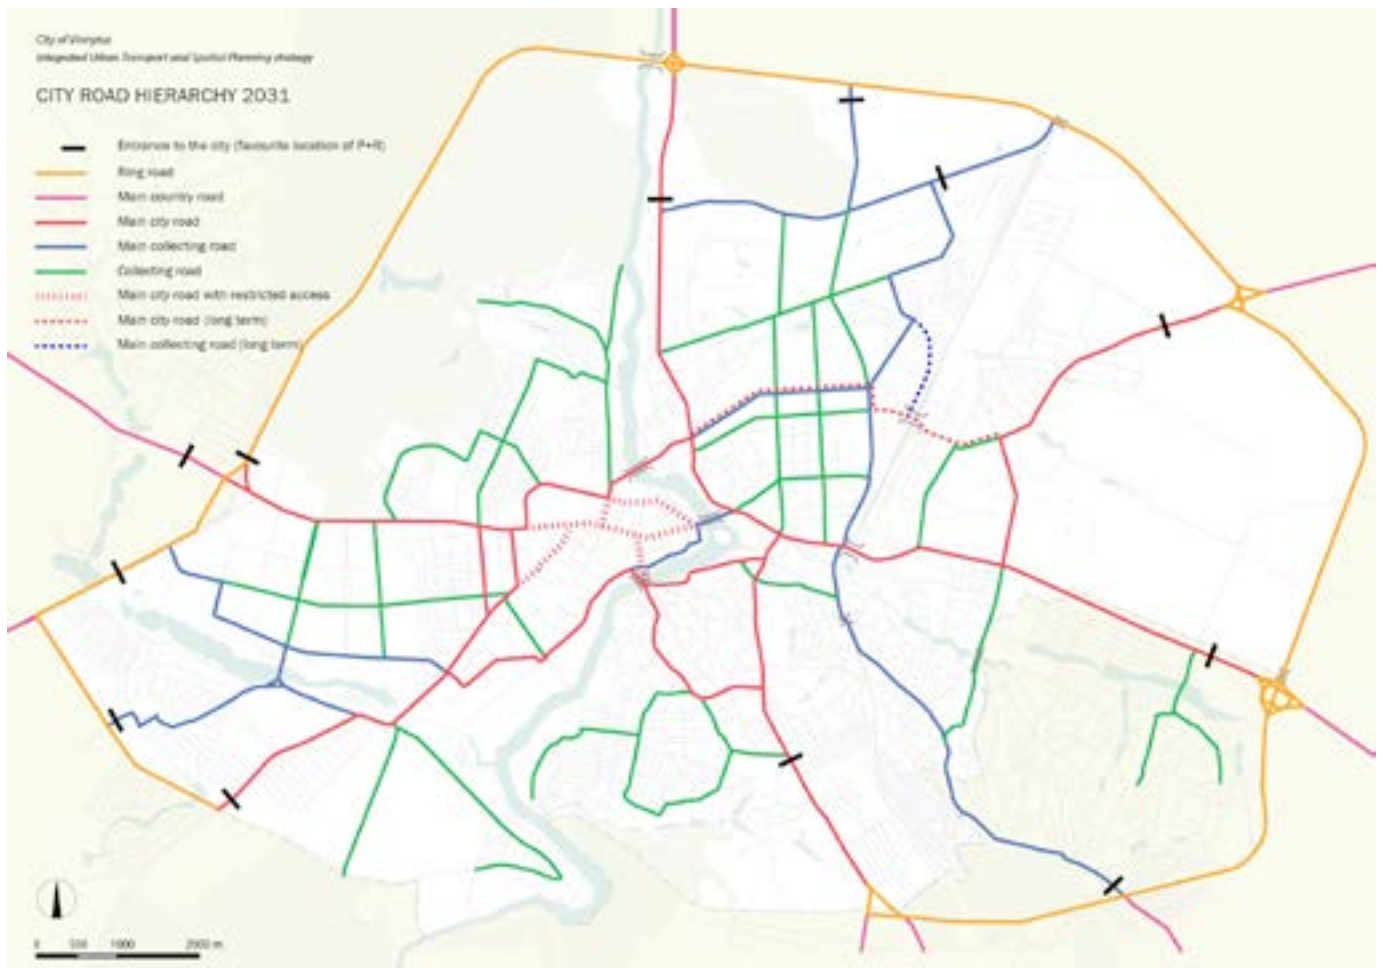 City of Vinnytsia
Integrated Urban Transport and Spatial Planning strategy
CITY ROAD HIERARCHY 2031
Entrance to the city (favourite location of P+R)
Ring road
Main country road
Main city road
Main collecting road
Collecting road
Main city road with restricted access
Main city road (long term)
Main collecting road (long term)
0 500 1000 2000 m